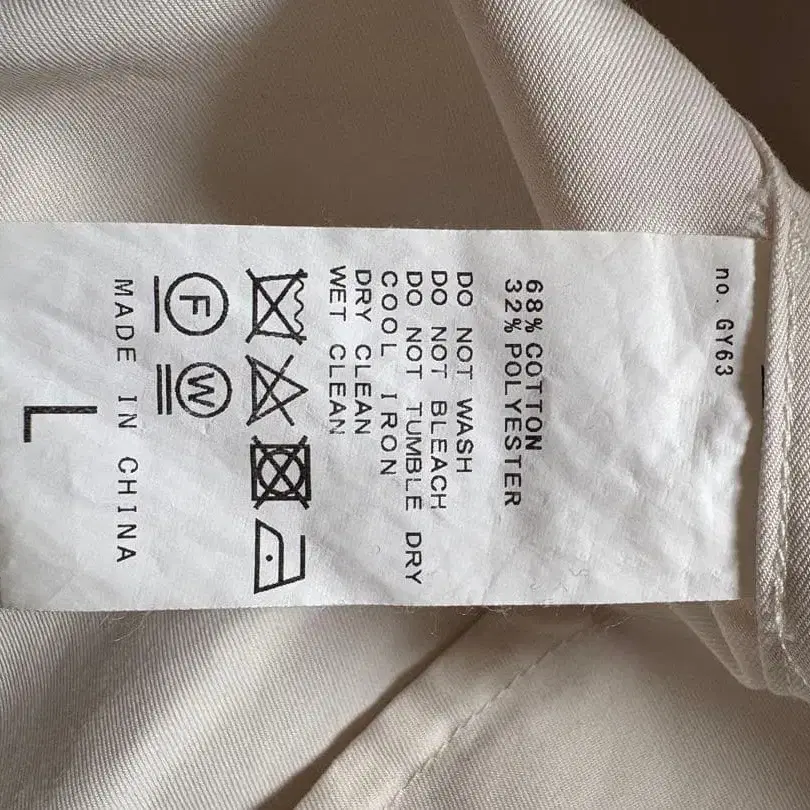 no. GY63
68% COTTON
32% POLYESTER
DO NOT WASH
DO NOT BLEACH
DO NOT TUMBLE DRY
COOL IRON
DRY CLEAN
WET CLEAN
F W
MADE IN CHINA
L